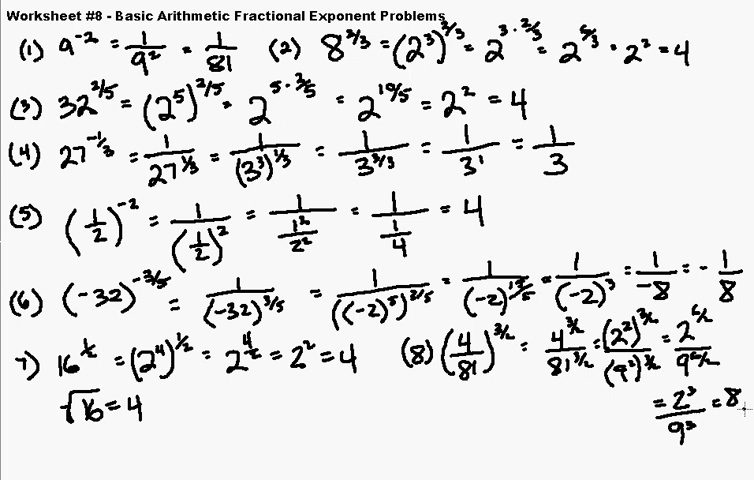 Worksheet #8 - Basic Arithmetic Fractional Exponent Problems
(1) 9^-2 = 1/9^2 = 1/81 (2) 8^2/3 = (2^3)^2/3 = 2^3·2/3 = 2^6/3 = 2^2 = 4
(3) 32^2/5 = (2^5)^2/5 = 2^5·2/5 = 2^10/5 = 2^2 = 4
(4) 27^-1/3 = 1/27^1/3 = 1/(3^3)^1/3 = 1/3^3/3 = 1/3^1 = 1/3
(5) (1/2)^-2 = 1/(1/2)^2 = 1/(1^2/2^2) = 1/(1/4) = 4
(6) (-32)^-3/5 = 1/(-32)^3/5 = 1/((-2)^5)^3/5 = 1/(-2)^15/5 = 1/(-2)^3 = 1/-8 = -1/8
7) 16^1/2 = (2^4)^1/2 = 2^4/2 = 2^2 = 4 (8) (4/81)^3/2 = 4^3/2/81^3/2 = (2^2)^3/2/(9^2)^3/2 = 2^6/2/9^6/2
√16 = 4 = 2^3/9^3 = 8